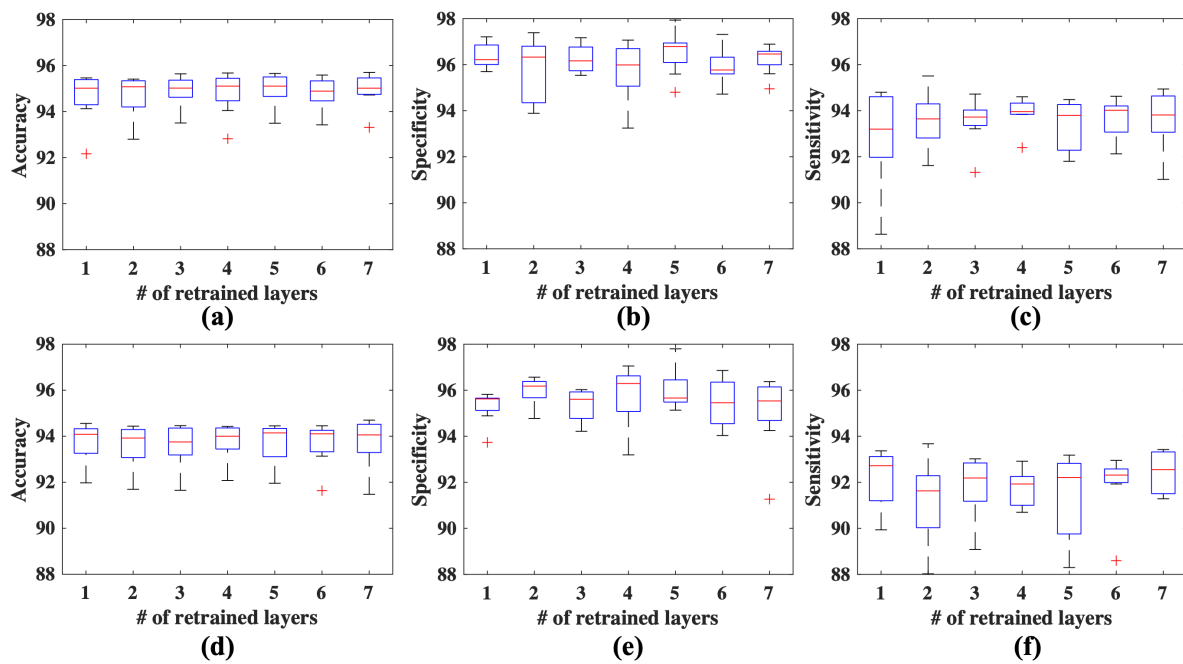 98
96
94
92
90
88
Accuracy
1 2 3 4 5 6 7
# of retrained layers
(a)
98
96
94
92
90
88
Specificity
1 2 3 4 5 6 7
# of retrained layers
(b)
98
96
94
92
90
88
Sensitivity
1 2 3 4 5 6 7
# of retrained layers
(c)
98
96
94
92
90
88
Accuracy
1 2 3 4 5 6 7
# of retrained layers
(d)
98
96
94
92
90
88
Specificity
1 2 3 4 5 6 7
# of retrained layers
(e)
98
96
94
92
90
88
Sensitivity
1 2 3 4 5 6 7
# of retrained layers
(f)